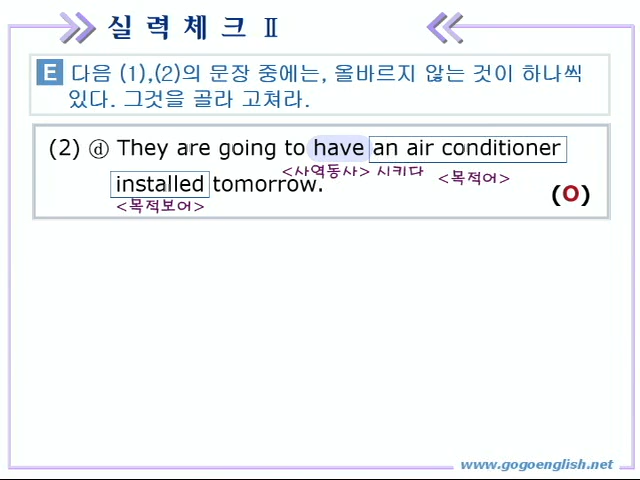 실 력 체 크 Ⅱ
E 다음 (1),(2)의 문장 중에는, 올바르지 않는 것이 하나씩
있다. 그것을 골라 고쳐라.
(2) ⓓ They are going to have an air conditioner
<사역동사> 시키다 <목적어>
installed tomorrow.
<목적보어>
(O)
www.gogoenglish.net